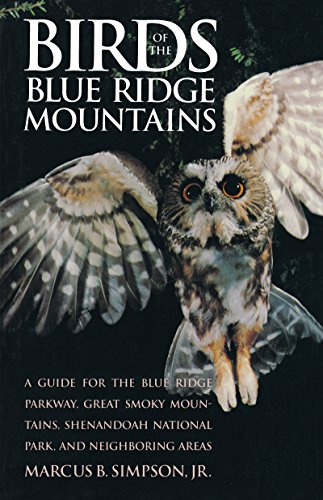 BIRDS
OF
THE
BLUE RIDGE
MOUNTAINS
A GUIDE FOR THE BLUE RIDGE
PARKWAY, GREAT SMOKY MOUN-
TAINS, SHENANDOAH NATIONAL
PARK, AND NEIGHBORING AREAS
MARCUS B. SIMPSON, JR.